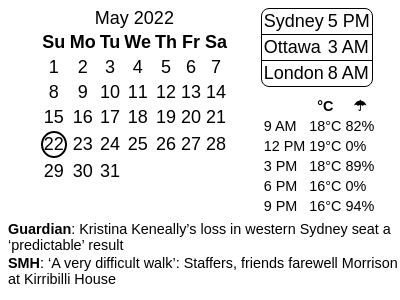 May 2022
Su Mo Tu We Th Fr Sa
1 2 3 4 5 6 7
8 9 10 11 12 13 14
15 16 17 18 19 20 21
22 23 24 25 26 27 28
29 30 31
Sydney 5 PM
Ottawa 3 AM
London 8 AM
°C ☂
9 AM 18°C 82%
12 PM 19°C 0%
3 PM 18°C 89%
6 PM 16°C 0%
9 PM 16°C 94%
Guardian: Kristina Keneally’s loss in western Sydney seat a
‘predictable’ result
SMH: ‘A very difficult walk’: Staffers, friends farewell Morrison
at Kirribilli House